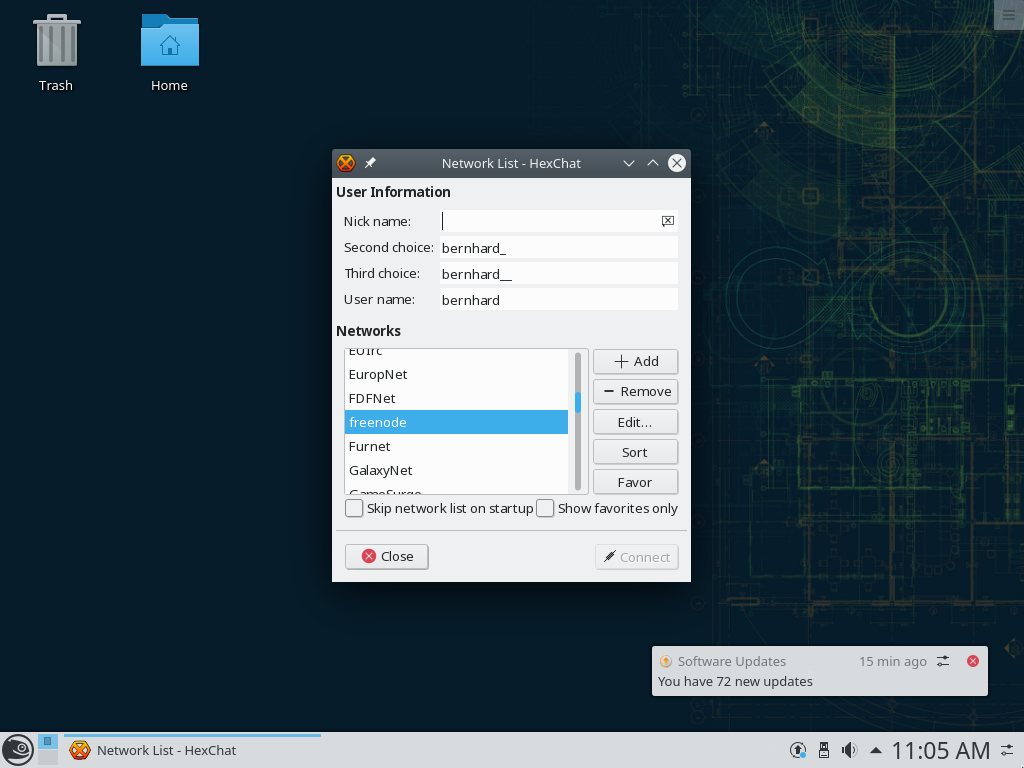 Trash
Home
Network List - HexChat
User Information
Nick name:
Second choice: bernhard_
Third choice: bernhard__
User name: bernhard
Networks
EUIrc
EuropNet
FDFNet
freenode
Furnet
GalaxyNet
GameSurge
Add
Remove
Edit...
Sort
Favor
Skip network list on startup
Show favorites only
Close
Connect
Software Updates
15 min ago
You have 72 new updates
Network List - HexChat
11:05 AM